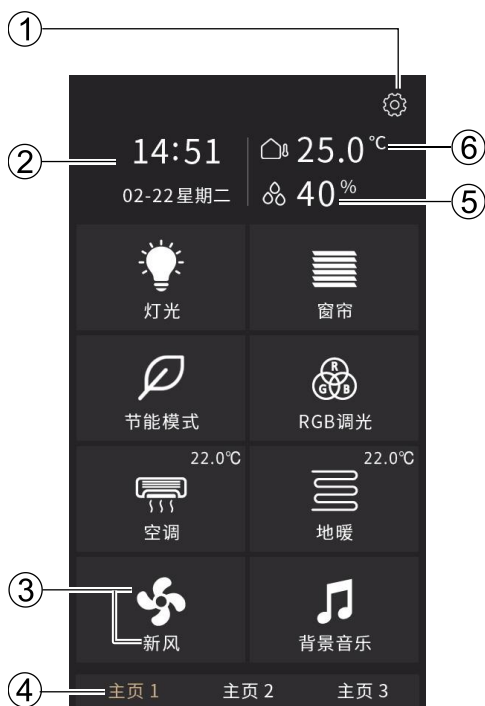 ①
② 14:51 25.0℃ ⑥
02-22 星期二 40% ⑤
灯光 窗帘
R
G B
节能模式 RGB调光
22.0℃ 22.0℃
空调 地暖
③ 新风 背景音乐
④ 主页 1 主页 2 主页 3